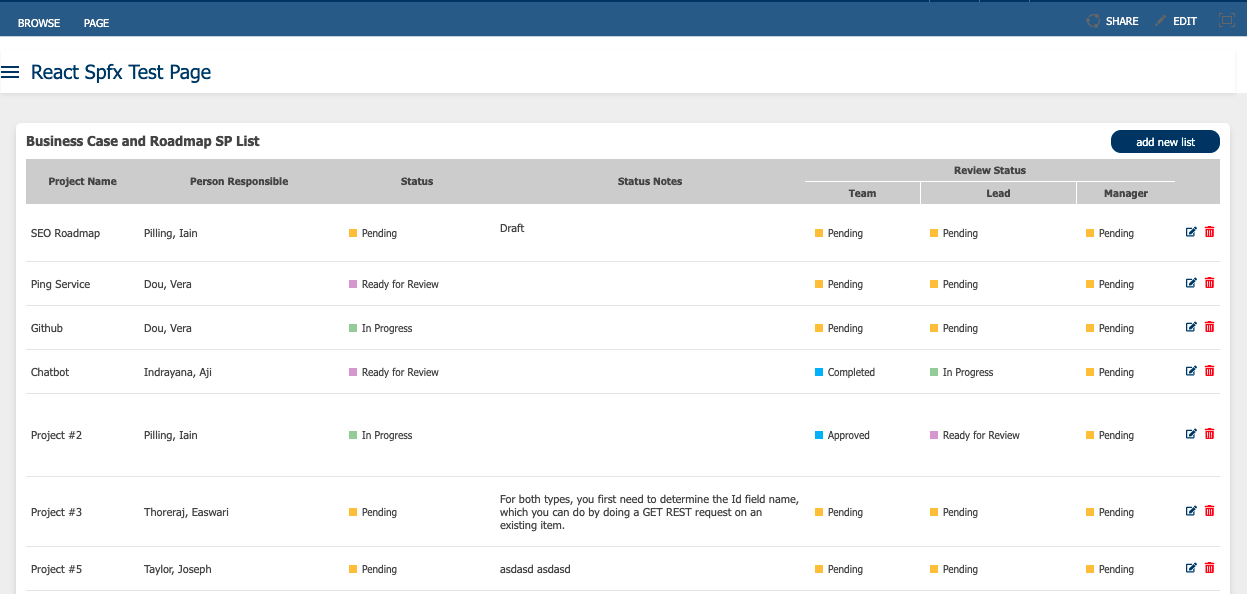 BROWSE PAGE SHARE EDIT
React Spfx Test Page
Business Case and Roadmap SP List add new list
Project Name Person Responsible Status Status Notes Review Status
Team Lead Manager
SEO Roadmap Pilling, Iain Pending Draft Pending Pending Pending
Ping Service Dou, Vera Ready for Review Pending Pending Pending
Github Dou, Vera In Progress Pending Pending Pending
Chatbot Indrayana, Aji Ready for Review Completed In Progress Pending
Project #2 Pilling, Iain In Progress Approved Ready for Review Pending
Project #3 Thoreraj, Easwari Pending For both types, you first need to determine the Id field name,
which you can do by doing a GET REST request on an
existing item. Pending Pending Pending
Project #5 Taylor, Joseph Pending asdasd asdasd Pending Pending Pending